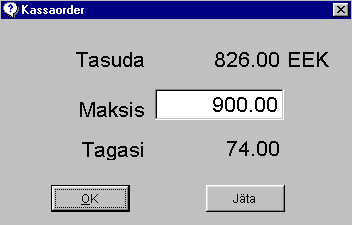 Kassaorder
Tasuda 826.00 EEK
Maksis 900.00
Tagasi 74.00
OK Jäta